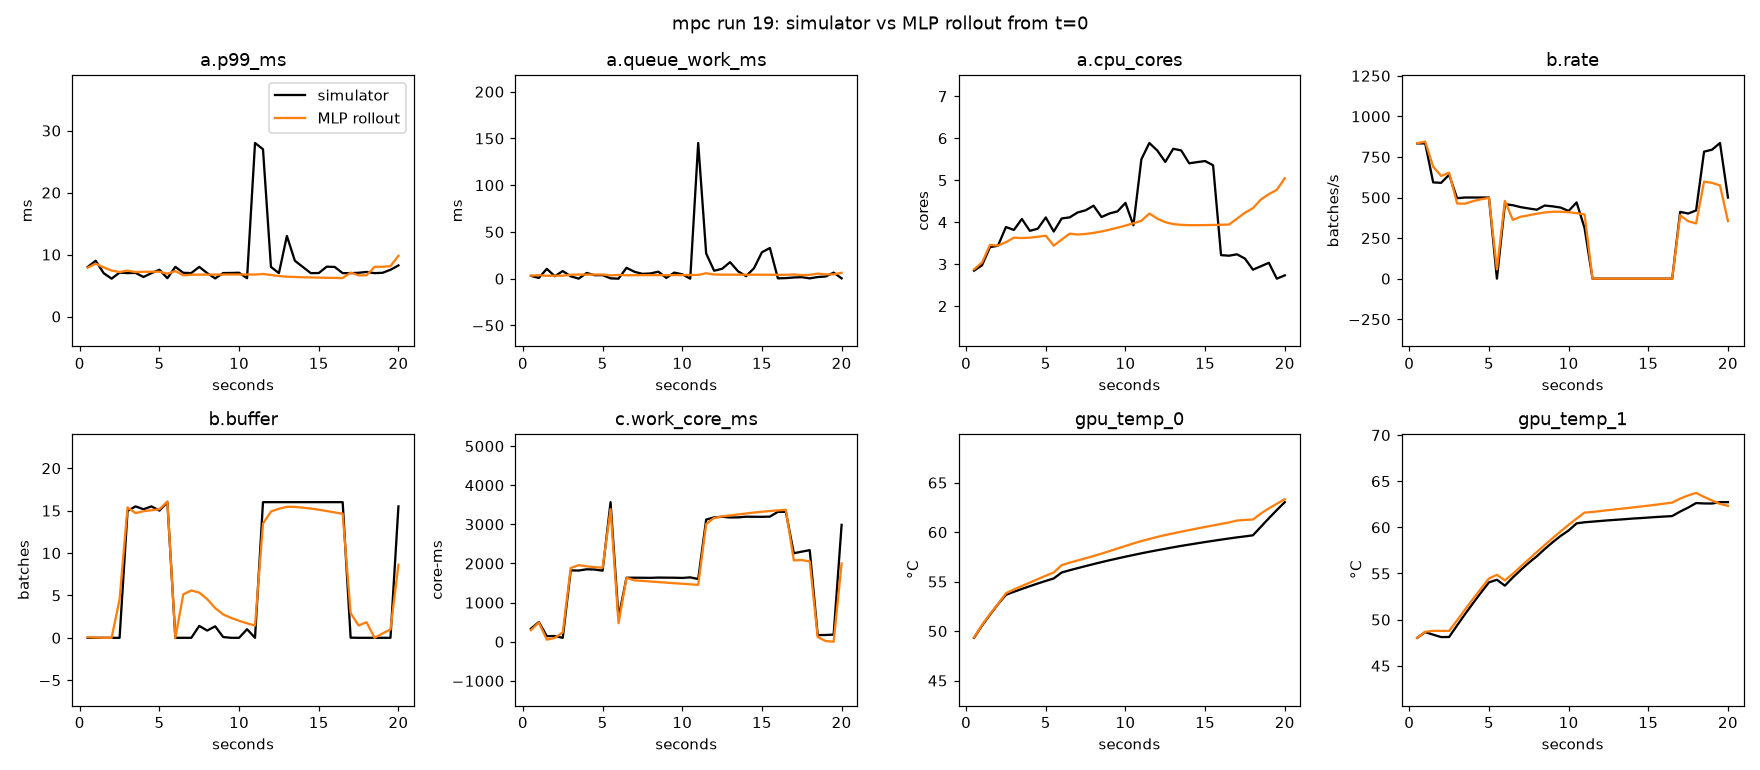 mpc run 19: simulator vs MLP rollout from t=0
a.p99_ms
simulator
MLP rollout
ms
30
20
10
0
0 5 10 15 20
seconds
a.queue_work_ms
ms
200
150
100
50
0
−50
0 5 10 15 20
seconds
a.cpu_cores
cores
7
6
5
4
3
2
0 5 10 15 20
seconds
b.rate
batches/s
1250
1000
750
500
250
0
−250
0 5 10 15 20
seconds
b.buffer
batches
20
15
10
5
0
−5
0 5 10 15 20
seconds
c.work_core_ms
core-ms
5000
4000
3000
2000
1000
0
−1000
0 5 10 15 20
seconds
gpu_temp_0
°C
65
60
55
50
45
0 5 10 15 20
seconds
gpu_temp_1
°C
70
65
60
55
50
45
0 5 10 15 20
seconds